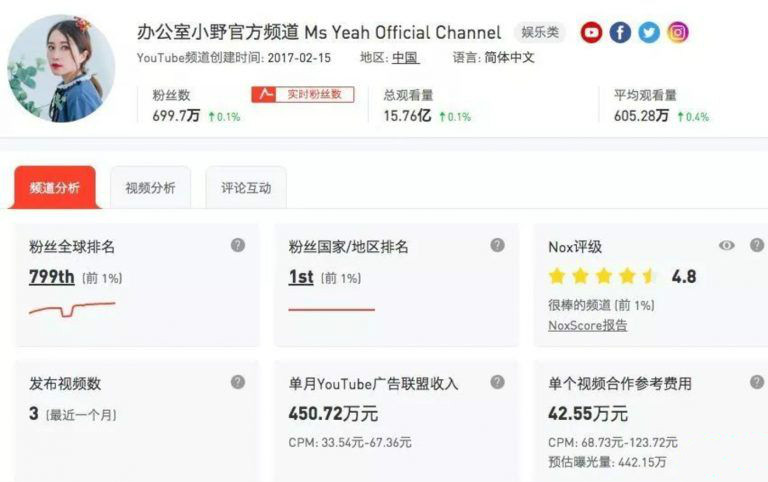 办公室小野官方频道 Ms Yeah Official Channel 娱乐类
YouTube频道创建时间: 2017-02-15 地区: 中国 语言: 简体中文
粉丝数 实时粉丝数 总观看量 平均观看量
699.7万 0.1% 15.76亿 0.1% 605.28万 0.4%
频道分析 视频分析 评论互动
粉丝全球排名 粉丝国家/地区排名 Nox评级
799th (前 1%) 1st (前 1%) 4.8
很棒的频道 (前 1%)
NoxScore报告
发布视频数 单月YouTube广告联盟收入 单个视频合作参考费用
3 (最近一个月) 450.72万元 42.55万元
CPM: 33.54元-67.36元 CPM: 68.73元-123.72元
预估曝光量: 442.15万